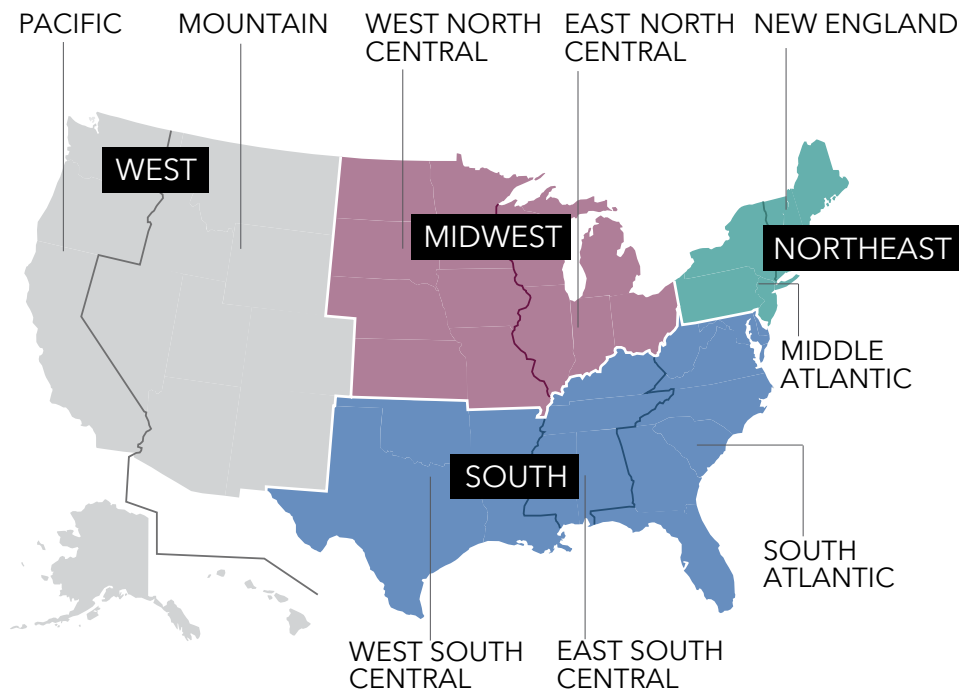 PACIFIC
MOUNTAIN
WEST NORTH
CENTRAL
EAST NORTH
CENTRAL
NEW ENGLAND
WEST
MIDWEST
NORTHEAST
MIDDLE
ATLANTIC
SOUTH
SOUTH
ATLANTIC
WEST SOUTH
CENTRAL
EAST SOUTH
CENTRAL